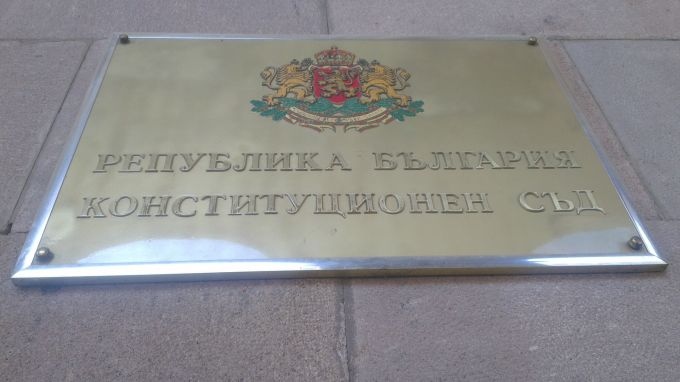 РЕПУБЛИКА БЪЛГАРИЯ
КОНСТИТУЦИОНЕН СЪД